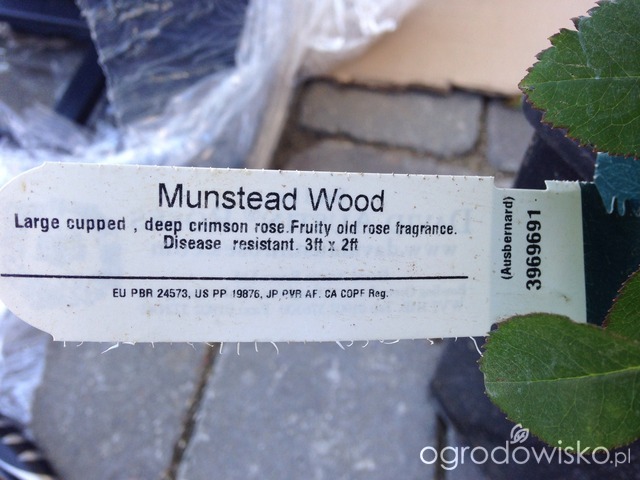 Munstead Wood
Large cupped , deep crimson rose.Fruity old rose fragrance.
Disease resistant. 3ft x 2ft
EU PBR 24573, US PP 19876, JP PVR AF, CA COPF Reg.
(Ausbernard)
3969691
ogrodowisko.pl